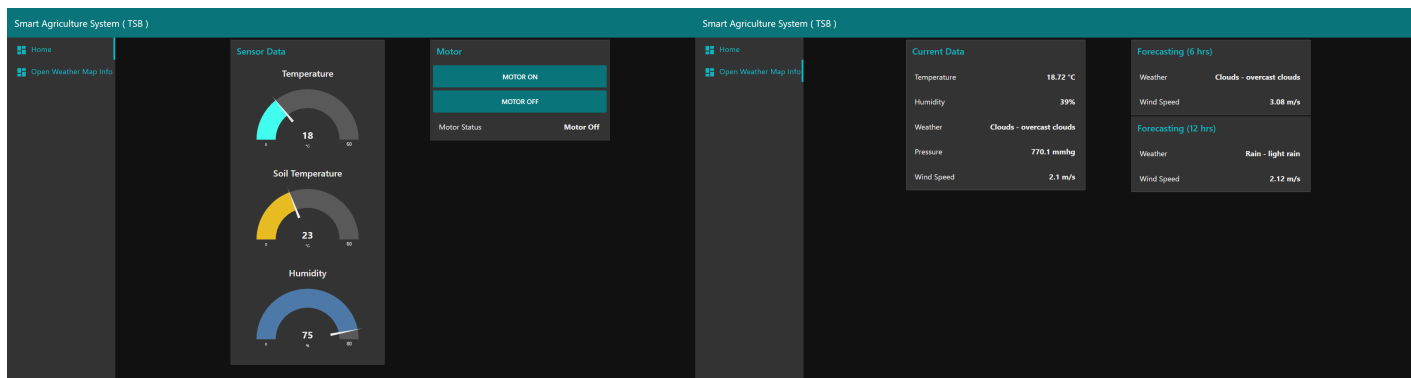 Smart Agriculture System ( TSB )
Home
Open Weather Map Info
Sensor Data
Temperature
18
°C
0
60
Soil Temperature
23
°C
0
60
Humidity
75
%
0
80
Motor
MOTOR ON
MOTOR OFF
Motor Status Motor Off
Smart Agriculture System ( TSB )
Home
Open Weather Map Info
Current Data
Temperature 18.72 °C
Humidity 39%
Weather Clouds - overcast clouds
Pressure 770.1 mmhg
Wind Speed 2.1 m/s
Forecasting (6 hrs)
Weather Clouds - overcast clouds
Wind Speed 3.08 m/s
Forecasting (12 hrs)
Weather Rain - light rain
Wind Speed 2.12 m/s